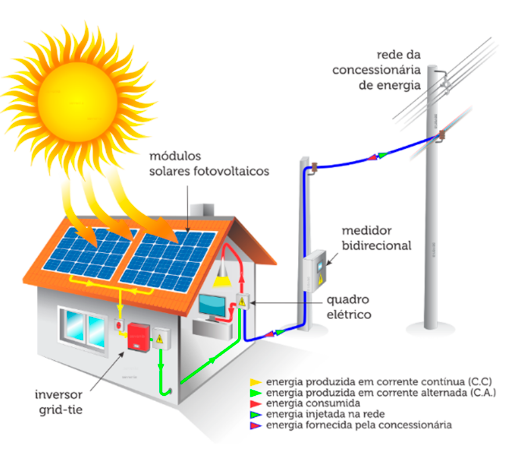 rede da
concessionária
de energia
módulos
solares fotovoltaicos
medidor
bidirecional
quadro
elétrico
inversor
grid-tie
energia produzida em corrente contínua (C.C)
energia produzida em corrente alternada (C.A.)
energia consumida
energia injetada na rede
energia fornecida pela concessionária